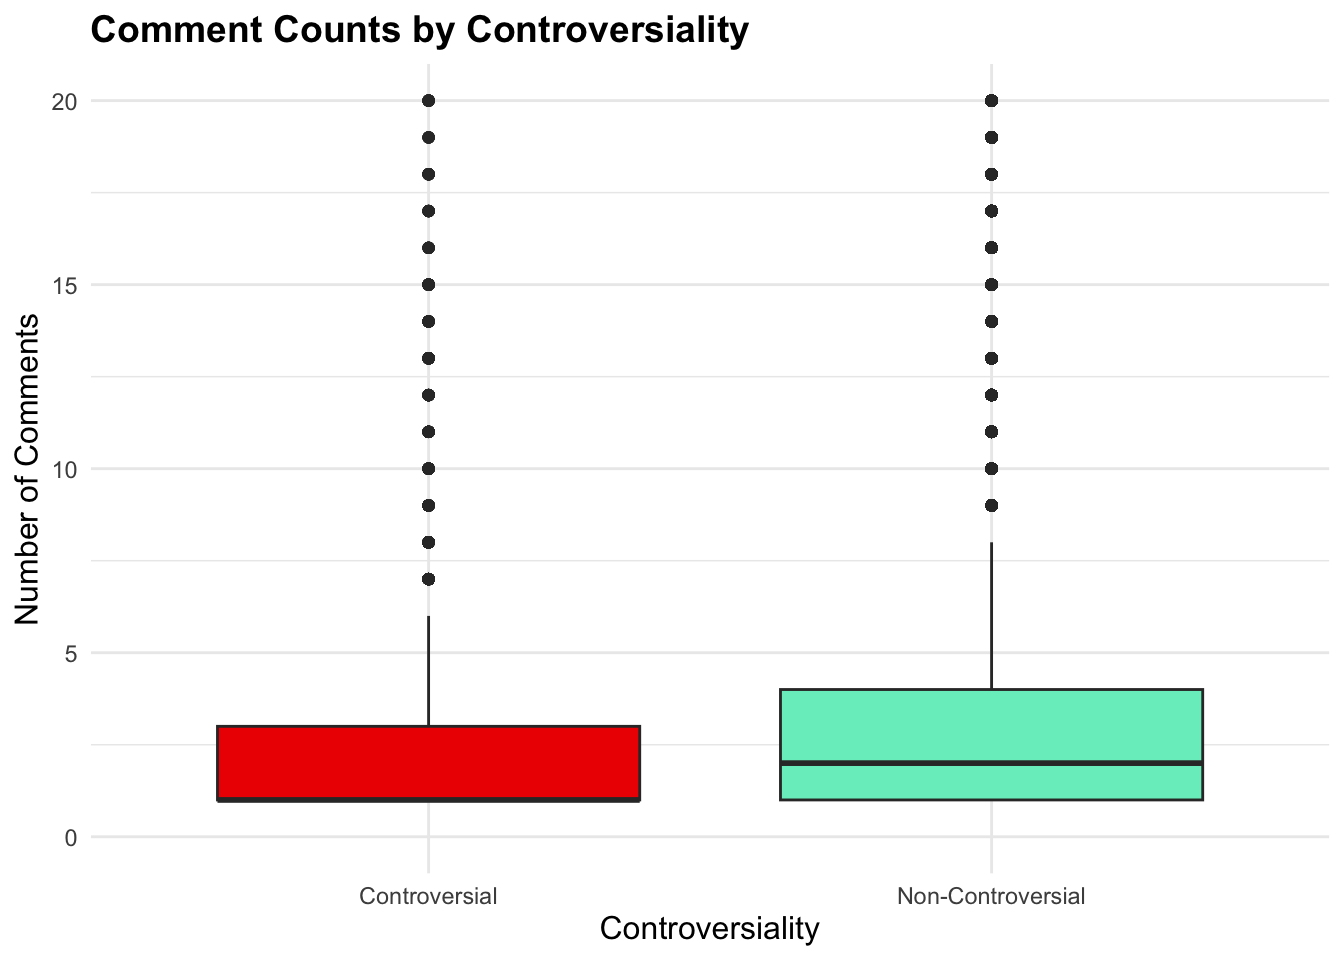 Comment Counts by Controversiality
20
15
10
5
0
Number of Comments
Controversial
Non-Controversial
Controversiality